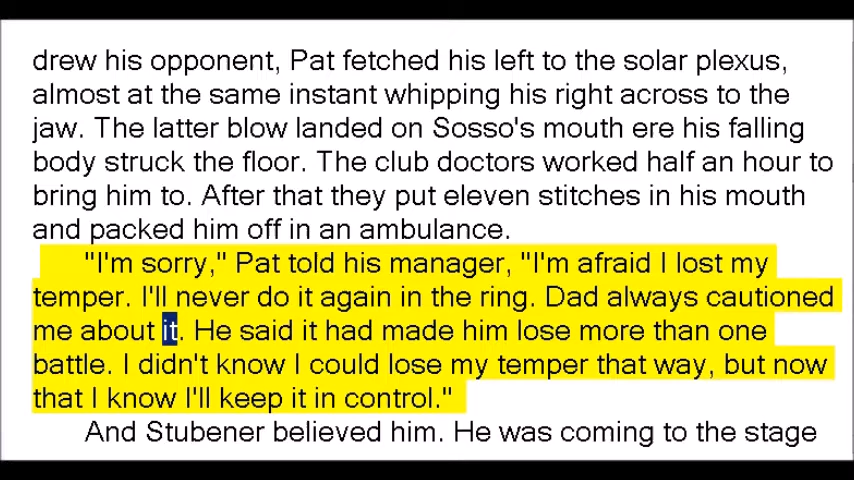 drew his opponent, Pat fetched his left to the solar plexus,
almost at the same instant whipping his right across to the
jaw. The latter blow landed on Sosso's mouth ere his falling
body struck the floor. The club doctors worked half an hour to
bring him to. After that they put eleven stitches in his mouth
and packed him off in an ambulance.
"I'm sorry," Pat told his manager, "I'm afraid I lost my
temper. I'll never do it again in the ring. Dad always cautioned
me about it. He said it had made him lose more than one
battle. I didn't know I could lose my temper that way, but now
that I know I'll keep it in control."
And Stubener believed him. He was coming to the stage